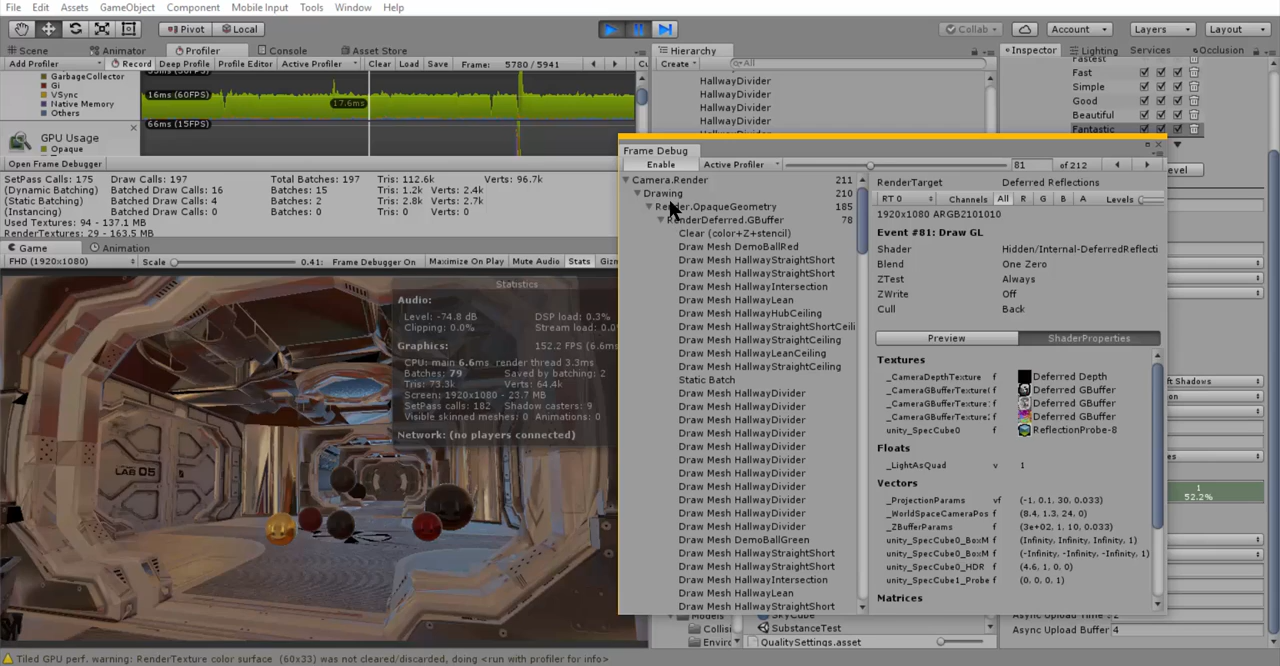 File Edit Assets GameObject Component Mobile Input Tools Window Help
Pivot Local Collab Account Layers Layout
Scene Animator Profiler Console Asset Store
Add Profiler Record Deep Profile Profile Editor Active Profiler Clear Load Save Frame: 5780 / 5941
GarbageCollector
Gi
VSync
Native Memory
Others
16ms (60FPS)
17.6ms
66ms (15FPS)
GPU Usage
Opaque
Open Frame Debugger
SetPass Calls: 175 Draw Calls: 197 Total Batches: 197 Tris: 112.6k Verts: 96.7k
(Dynamic Batching) Batched Draw Calls: 16 Batches: 15 Tris: 1.2k Verts: 2.4k
(Static Batching) Batched Draw Calls: 4 Batches: 2 Tris: 2.8k Verts: 2.7k
(Instancing) Batched Draw Calls: 0 Batches: 0 Tris: 0 Verts: 0
Used Textures: 94 - 137.1 MB
RenderTextures: 29 - 163.5 MB
Game Animation
FHD (1920x1080) Scale 0.41: Frame Debugger On Maximize On Play Mute Audio Stats Gizm
Statistics
Audio:
Level: -74.8 dB DSP load: 0.3%
Clipping: 0.0% Stream load: 0.0%
Graphics: 152.2 FPS (6.6ms
CPU: main 6.6ms render thread 3.3ms
Batches: 79 Saved by batching: 2
Tris: 73.3k Verts: 64.4k
Screen: 1920x1080 - 23.7 MB
SetPass calls: 182 Shadow casters: 9
Visible skinned meshes: 0 Animations: 0
Network: (no players connected)
LAB 05
Hierarchy
Create All
HallwayDivider
HallwayDivider
HallwayDivider
HallwayDivider
Inspector Lighting Services Occlusion
Fastest
Fast
Simple
Good
Beautiful
Fantastic
Frame Debug
Enable Active Profiler 81 of 212
Camera.Render 211
Drawing 210
Render.OpaqueGeometry 185
RenderDeferred.GBuffer 78
Clear (color+Z+stencil)
Draw Mesh DemoBallRed
Draw Mesh HallwayStraightShort
Draw Mesh HallwayStraightShort
Draw Mesh HallwayIntersection
Draw Mesh HallwayLean
Draw Mesh HallwayHubCeiling
Draw Mesh HallwayStraightShortCeili
Draw Mesh HallwayStraightCeiling
Draw Mesh HallwayLeanCeiling
Draw Mesh HallwayStraightCeiling
Static Batch
Draw Mesh HallwayDivider
Draw Mesh HallwayDivider
Draw Mesh HallwayDivider
Draw Mesh HallwayDivider
Draw Mesh HallwayDivider
Draw Mesh HallwayDivider
Draw Mesh HallwayDivider
Draw Mesh HallwayDivider
Draw Mesh HallwayDivider
Draw Mesh HallwayDivider
Draw Mesh HallwayDivider
Draw Mesh DemoBallGreen
Draw Mesh HallwayStraightShort
Draw Mesh HallwayStraightShort
Draw Mesh HallwayIntersection
Draw Mesh HallwayLean
Draw Mesh HallwayStraightShort
RenderTarget Deferred Reflections
RT 0 Channels All R G B A Levels
1920x1080 ARGB2101010
Event #81: Draw GL
Shader Hidden/Internal-DeferredReflecti
Blend One Zero
ZTest Always
ZWrite Off
Cull Back
Preview ShaderProperties
Textures
_CameraDepthTexture f Deferred Depth
_CameraGBufferTexture f Deferred GBuffer
_CameraGBufferTexture f Deferred GBuffer
_CameraGBufferTexture f Deferred GBuffer
unity_SpecCube0 f ReflectionProbe-8
Floats
_LightAsQuad v 1
Vectors
_ProjectionParams vf (-1, 0.1, 30, 0.033)
_WorldSpaceCameraPos f (8.4, 1.3, 24, 0)
_ZBufferParams f (3e+02, 1, 10, 0.033)
unity_SpecCube0_BoxM f (Infinity, Infinity, Infinity, 1)
unity_SpecCube0_BoxM f (-Infinity, -Infinity, -Infinity, 1)
unity_SpecCube0_HDR f (4.6, 1, 0, 0)
unity_SpecCube1_Probe f (0, 0, 0, 1)
Matrices
evel
ft Shadows
1
52.2%
Async Upload Buffer 4
Models
Collisi
Enviro
SkyCube
SubstanceTest
QualitySettings.asset
Tiled GPU perf. warning: RenderTexture color surface (60x33) was not cleared/discarded, doing <run with profiler for info>